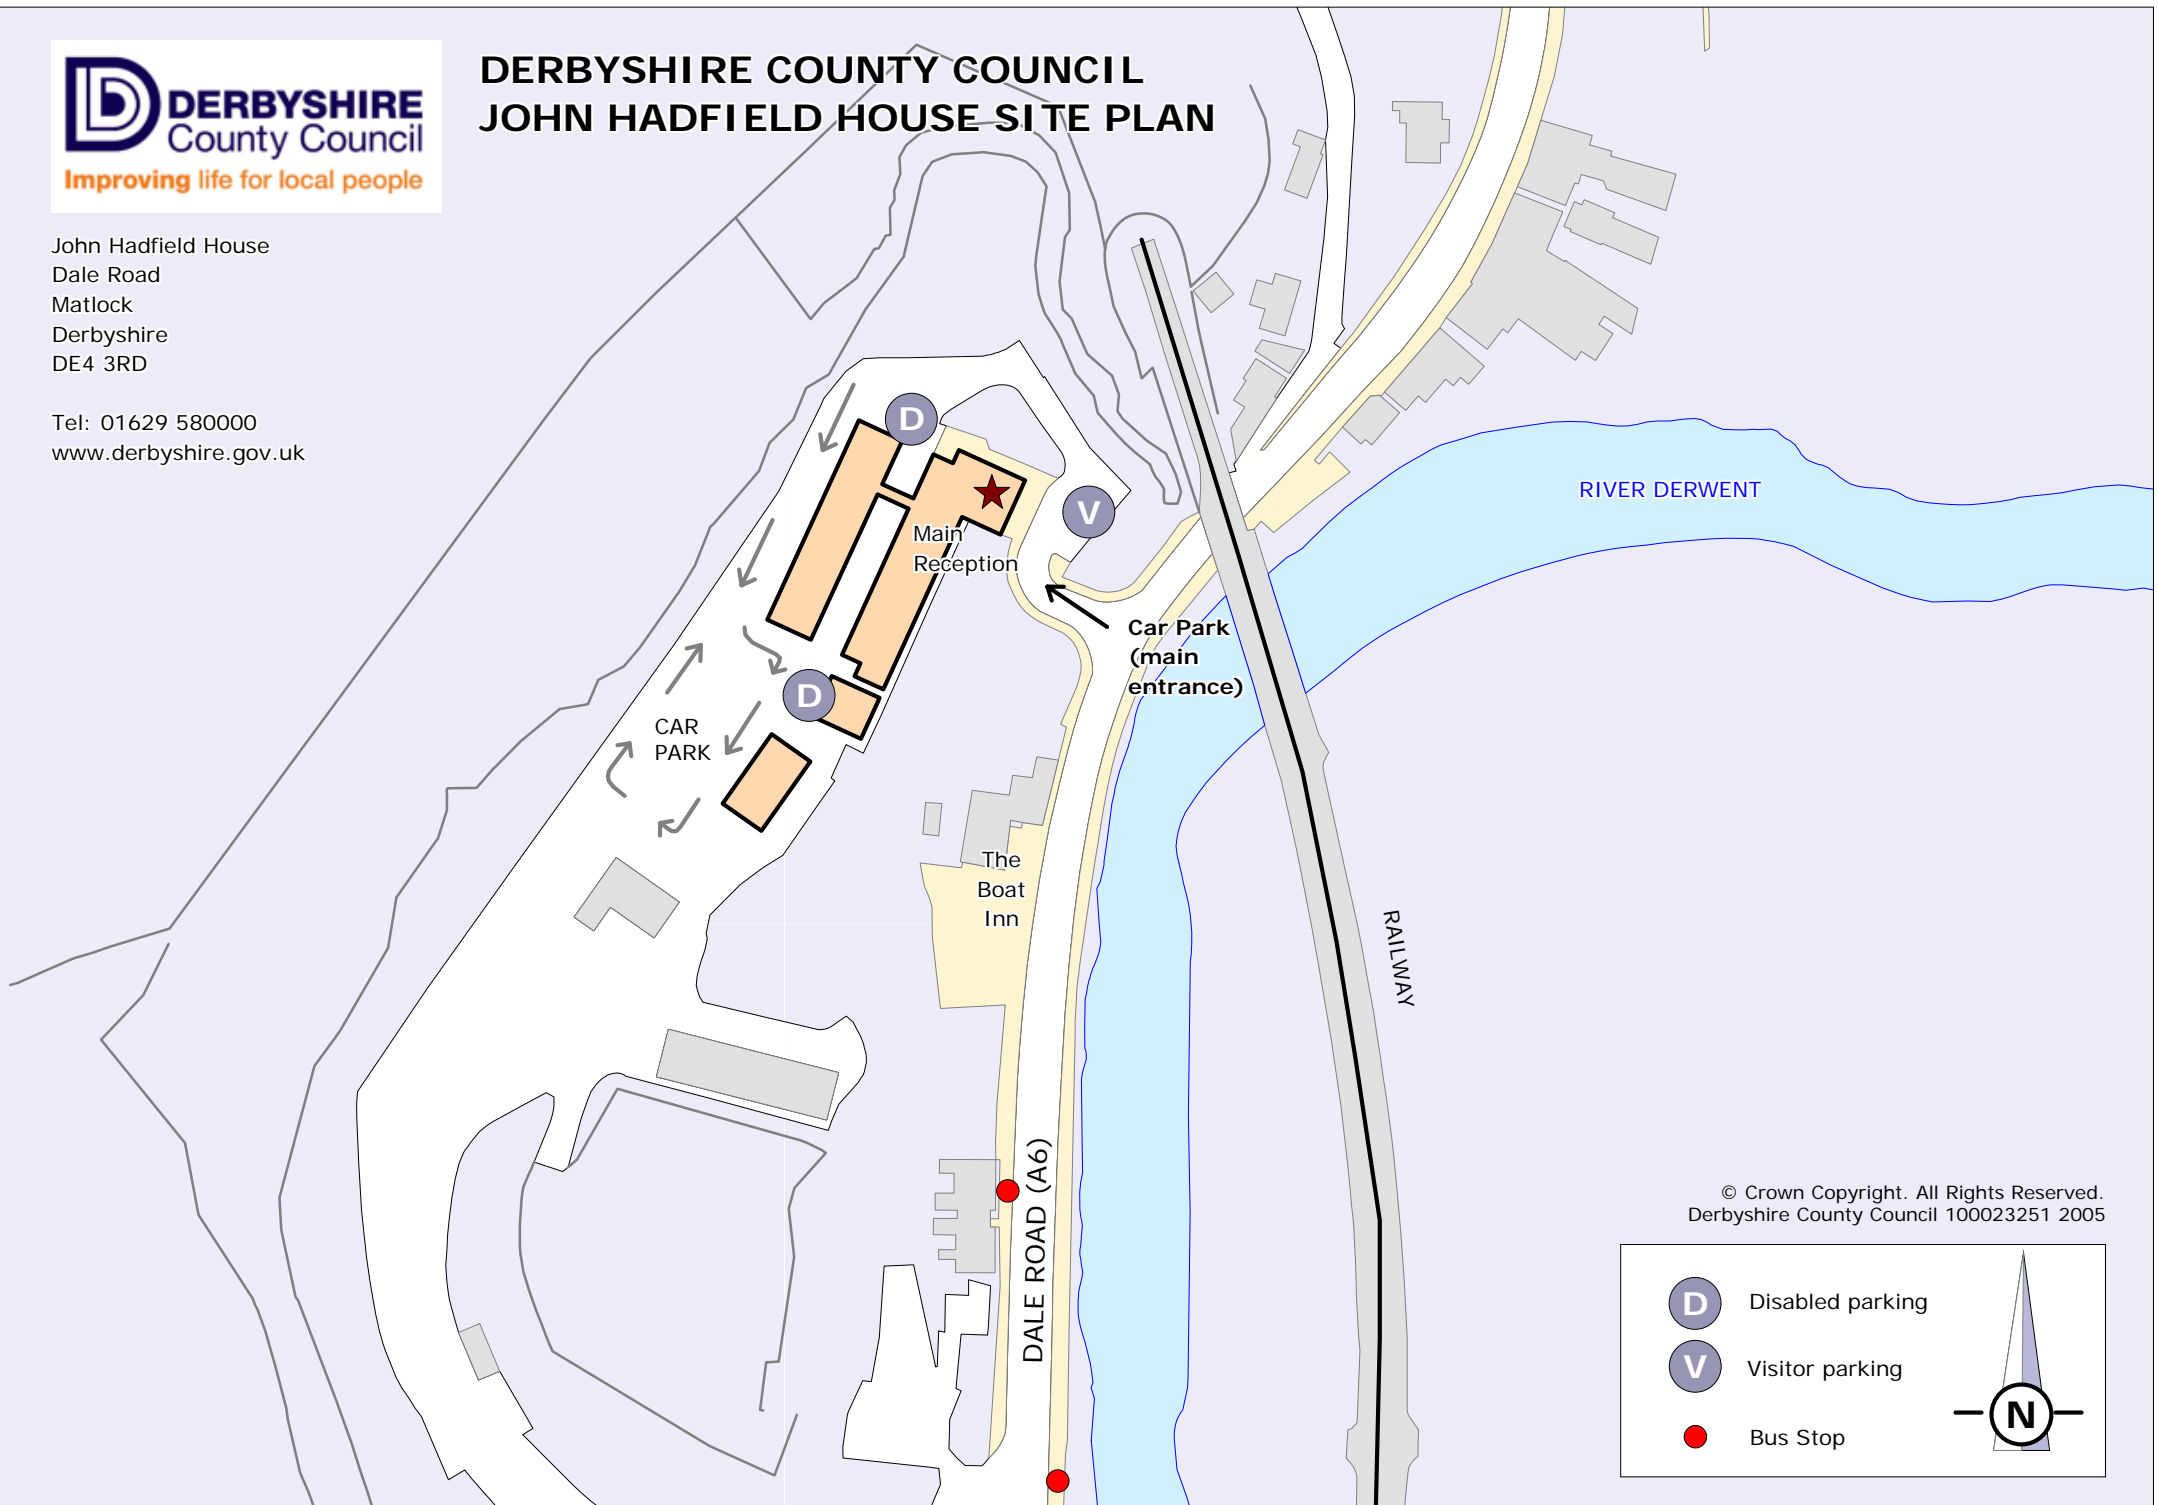 DERBYSHIRE
County Council
Improving life for local people
DERBYSHIRE COUNTY COUNCIL
JOHN HADFIELD HOUSE SITE PLAN
John Hadfield House
Dale Road
Matlock
Derbyshire
DE4 3RD
Tel: 01629 580000
www.derbyshire.gov.uk
D
V
RIVER DERWENT
Main
Reception
Car Park
(main
entrance)
D
CAR
PARK
The
Boat
Inn
RAILWAY
DALE ROAD (A6)
© Crown Copyright. All Rights Reserved.
Derbyshire County Council 100023251 2005
D Disabled parking
V Visitor parking
Bus Stop
N